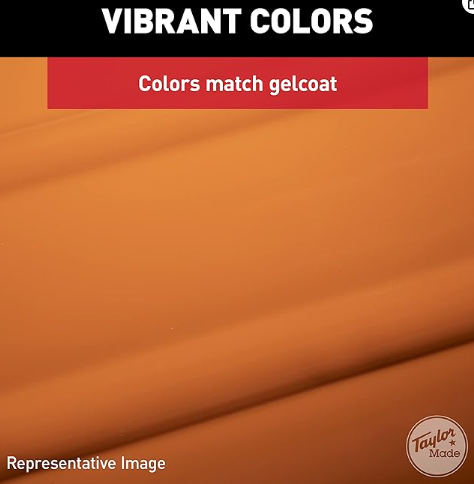 VIBRANT COLORS
Colors match gelcoat
Taylor
Made
Representative Image